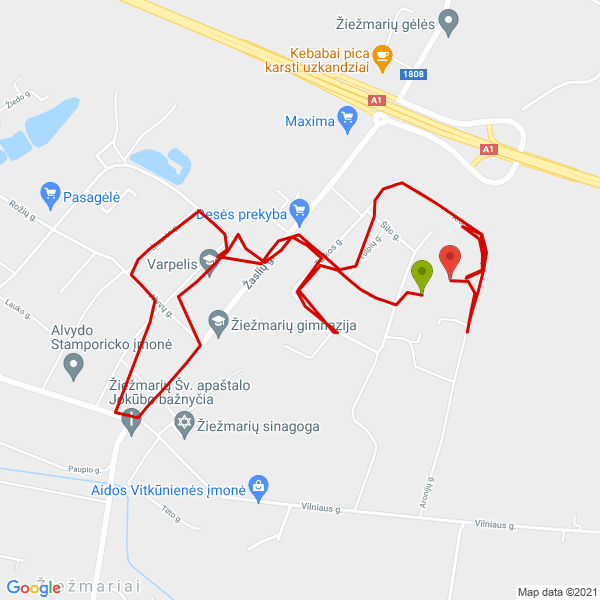 Žiežmarių gėlės
Kebabai pica
karsti uzkandziai
1808
A1
Maxima
A1
Žiedo g.
Pasagėlė
Rožių g.
Desės prekyba
Šilo g.
Tulpių g.
Varpelis
Žaslių g.
Lauko g.
Žiežmarių gimnazija
Alvydo
Stamporicko įmonė
Žiežmarių Šv. apaštalo
Jokūbo bažnyčia
Žiežmarių sinagoga
Paupio g.
Aidos Vitkūnienės įmonė
Aronijų g.
Tilto g.
Vilniaus g.
Vilniaus g.
Žiežmariai
Google
Map data ©2021